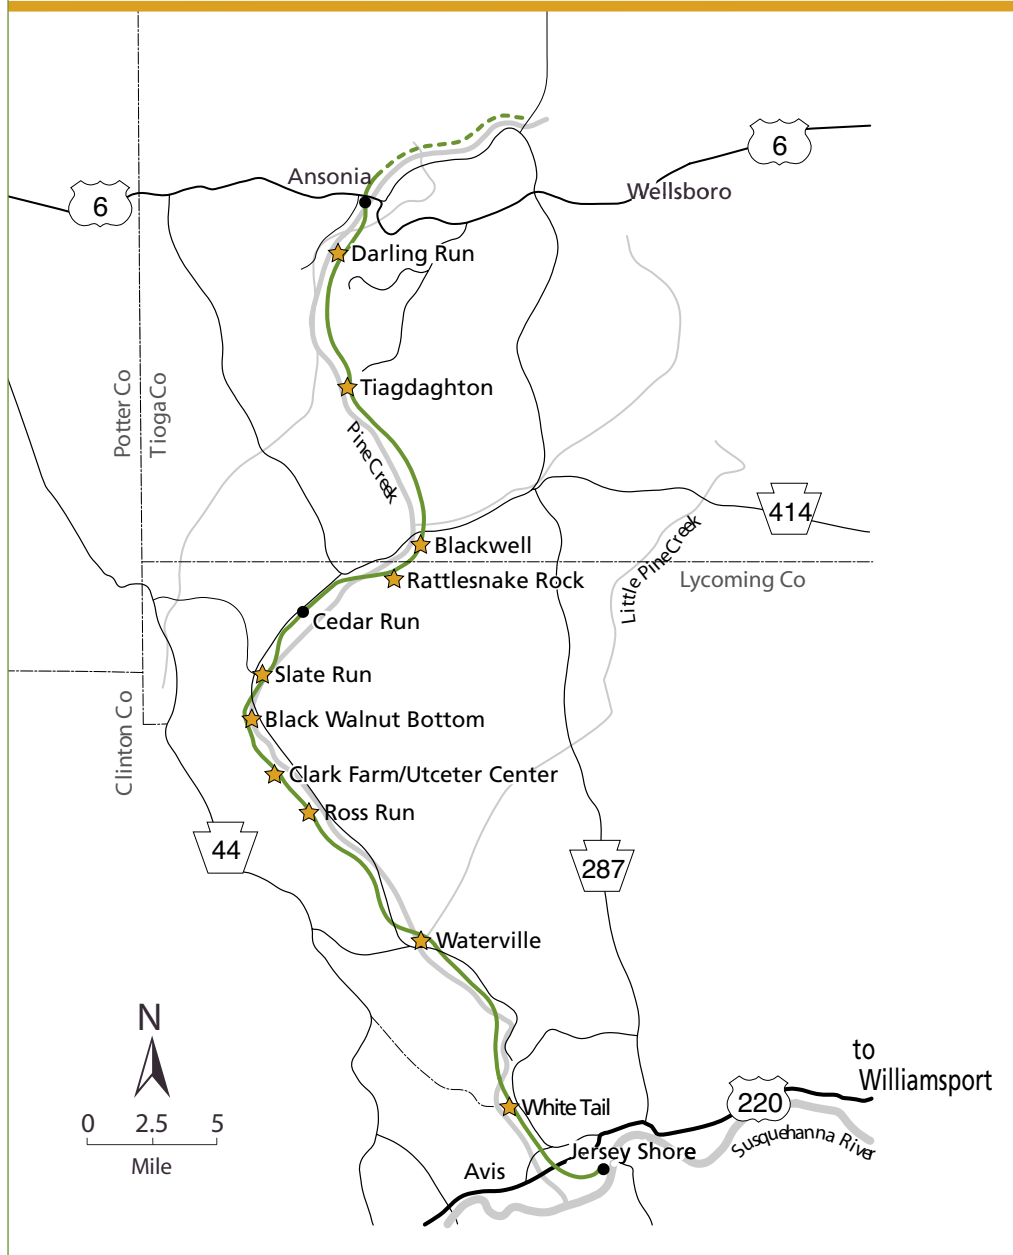 6
Ansonia
Wellsboro
6
Darling Run
Tiagdaghton
Potter Co
Tioga Co
Pine Creek
414
Blackwell
Rattlesnake Rock
Lycoming Co
Little Pine Creek
Cedar Run
Slate Run
Clinton Co
Black Walnut Bottom
Clark Farm/Utceter Center
Ross Run
44
287
Waterville
N
0 2.5 5
Mile
to
Williamsport
White Tail
220
Susquehanna River
Jersey Shore
Avis